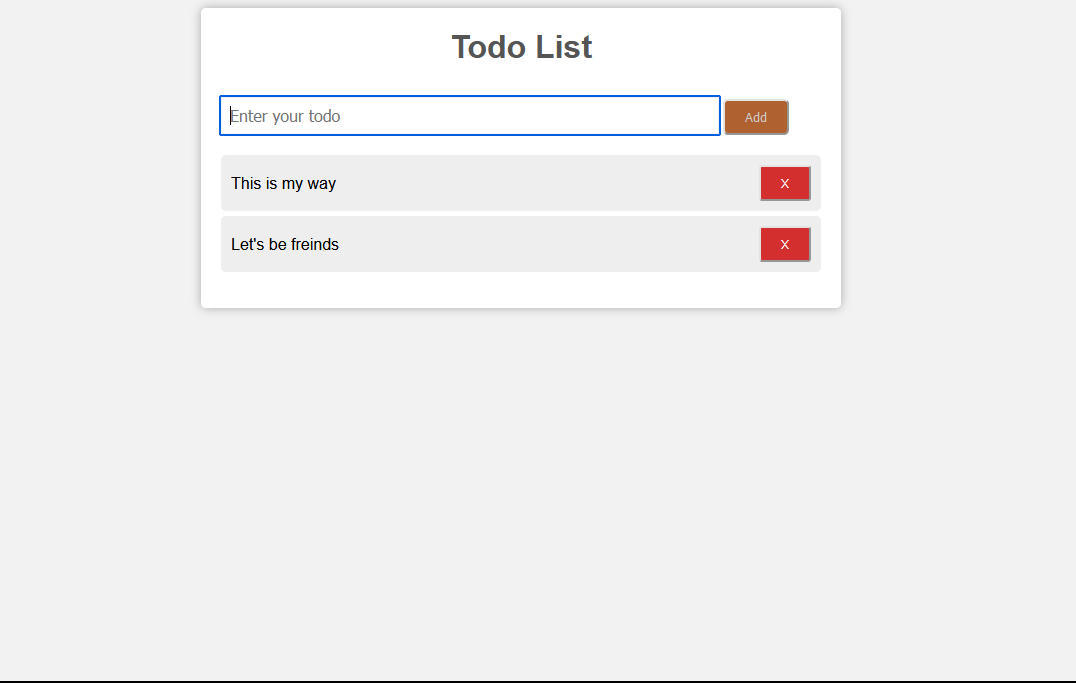 Todo List
Enter your todo
Add
This is my way
X
Let's be freinds
X